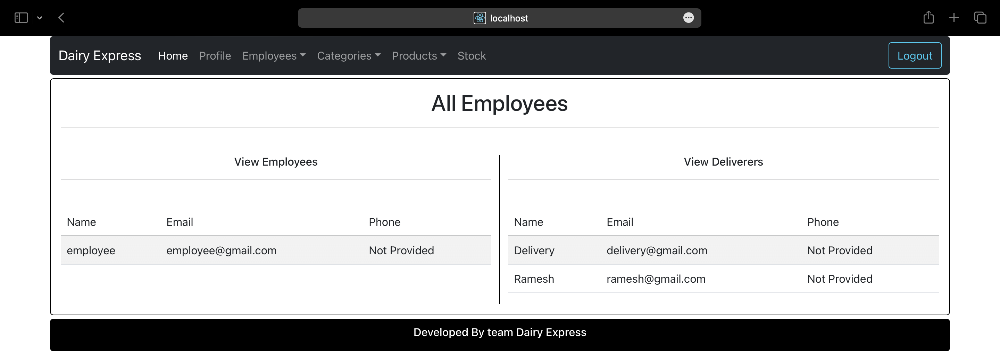 localhost
Dairy Express Home Profile Employees Categories Products Stock Logout
All Employees
View Employees
Name Email Phone
employee employee@gmail.com Not Provided
View Deliverers
Name Email Phone
Delivery delivery@gmail.com Not Provided
Ramesh ramesh@gmail.com Not Provided
Developed By team Dairy Express